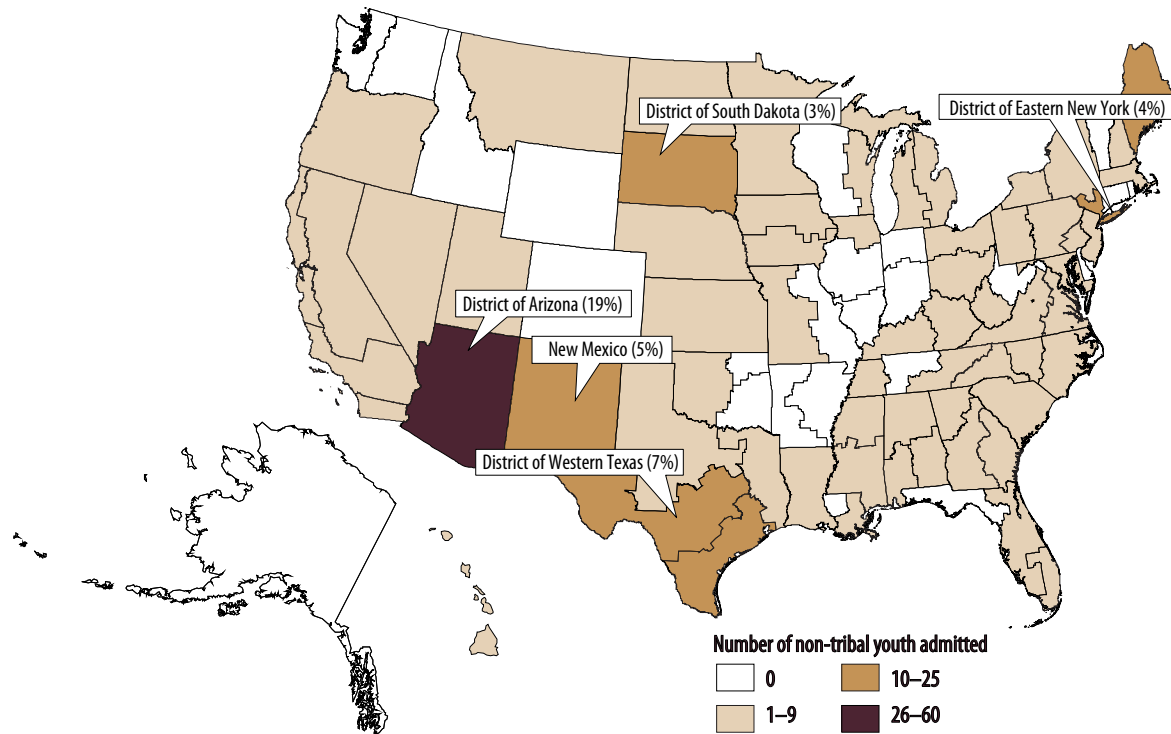 District of South Dakota (3%)
District of Eastern New York (4%)
District of Arizona (19%)
New Mexico (5%)
District of Western Texas (7%)
Number of non-tribal youth admitted
0
10–25
1–9
26–60